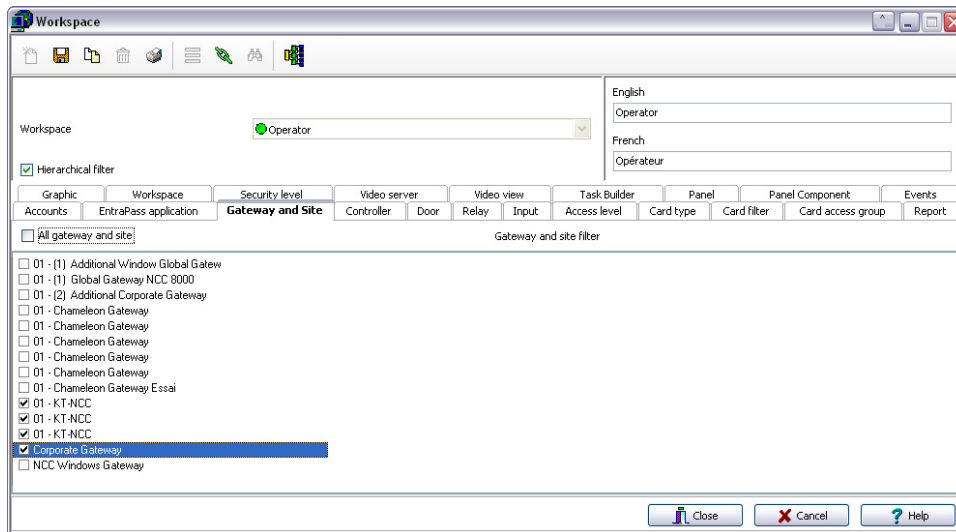 Workspace
English
Operator
Workspace
Operator
French
Opérateur
Hierarchical filter
Graphic Workspace Security level Video server Video view Task Builder Panel Panel Component Events
Accounts EntraPass application Gateway and Site Controller Door Relay Input Access level Card type Card filter Card access group Report
All gateway and site Gateway and site filter
01 - (1) Additional Window Global Gatew
01 - (1) Global Gateway NCC 8000
01 - (2) Additional Corporate Gateway
01 - Chameleon Gateway
01 - Chameleon Gateway
01 - Chameleon Gateway
01 - Chameleon Gateway
01 - Chameleon Gateway
01 - Chameleon Gateway Essai
01 - KT-NCC
01 - KT-NCC
01 - KT-NCC
Corporate Gateway
NCC Windows Gateway
Close Cancel Help